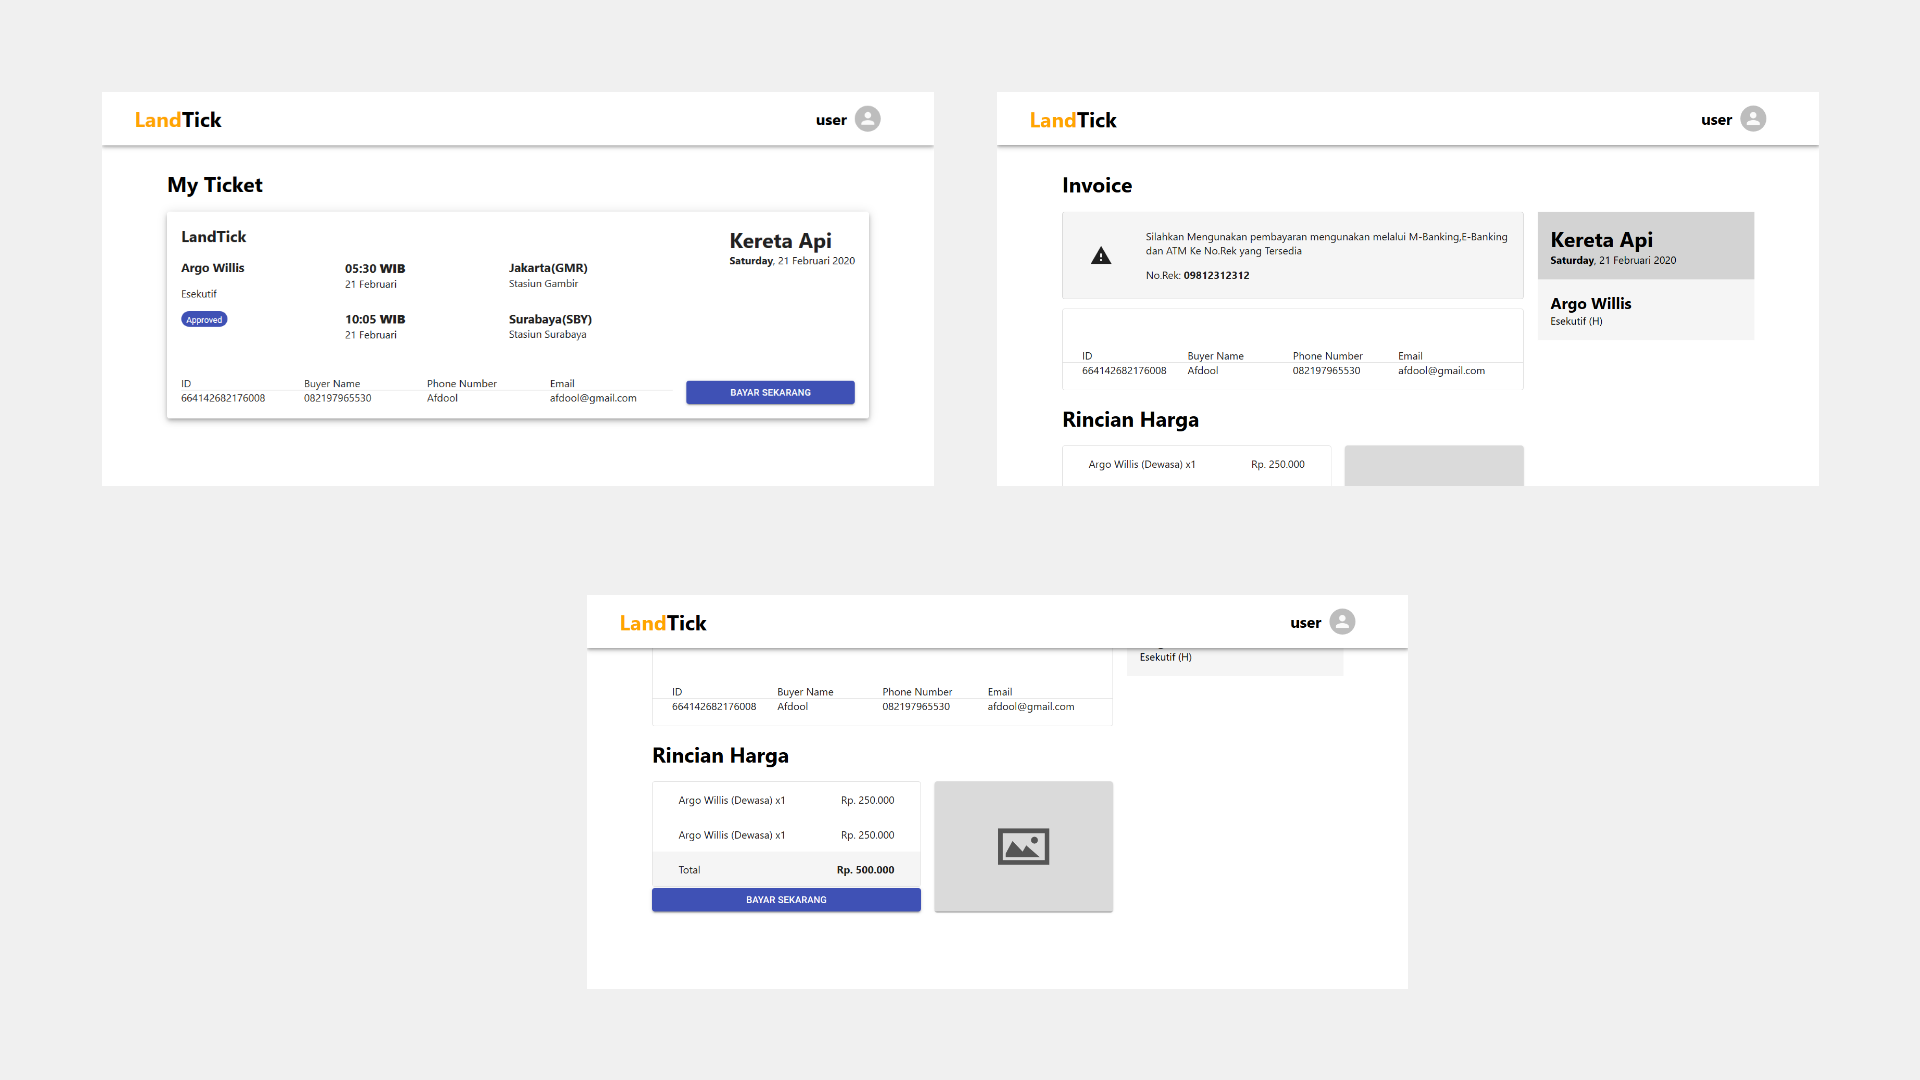 LandTick
user
My Ticket
LandTick
Kereta Api
Saturday, 21 Februari 2020
Argo Willis
05:30 WIB
Jakarta(GMR)
21 Februari
Stasiun Gambir
Esekutif
Approved
10:05 WIB
Surabaya(SBY)
21 Februari
Stasiun Surabaya
ID Buyer Name Phone Number Email
664142682176008 082197965530 Afdool afdool@gmail.com
BAYAR SEKARANG
LandTick
user
Invoice
Silahkan Mengunakan pembayaran mengunakan melalui M-Banking,E-Banking
dan ATM Ke No.Rek yang Tersedia
No.Rek: 09812312312
Kereta Api
Saturday, 21 Februari 2020
Argo Willis
Esekutif (H)
ID Buyer Name Phone Number Email
664142682176008 Afdool 082197965530 afdool@gmail.com
Rincian Harga
Argo Willis (Dewasa) x1 Rp. 250.000
LandTick
user
Esekutif (H)
ID Buyer Name Phone Number Email
664142682176008 Afdool 082197965530 afdool@gmail.com
Rincian Harga
Argo Willis (Dewasa) x1 Rp. 250.000
Argo Willis (Dewasa) x1 Rp. 250.000
Total Rp. 500.000
BAYAR SEKARANG